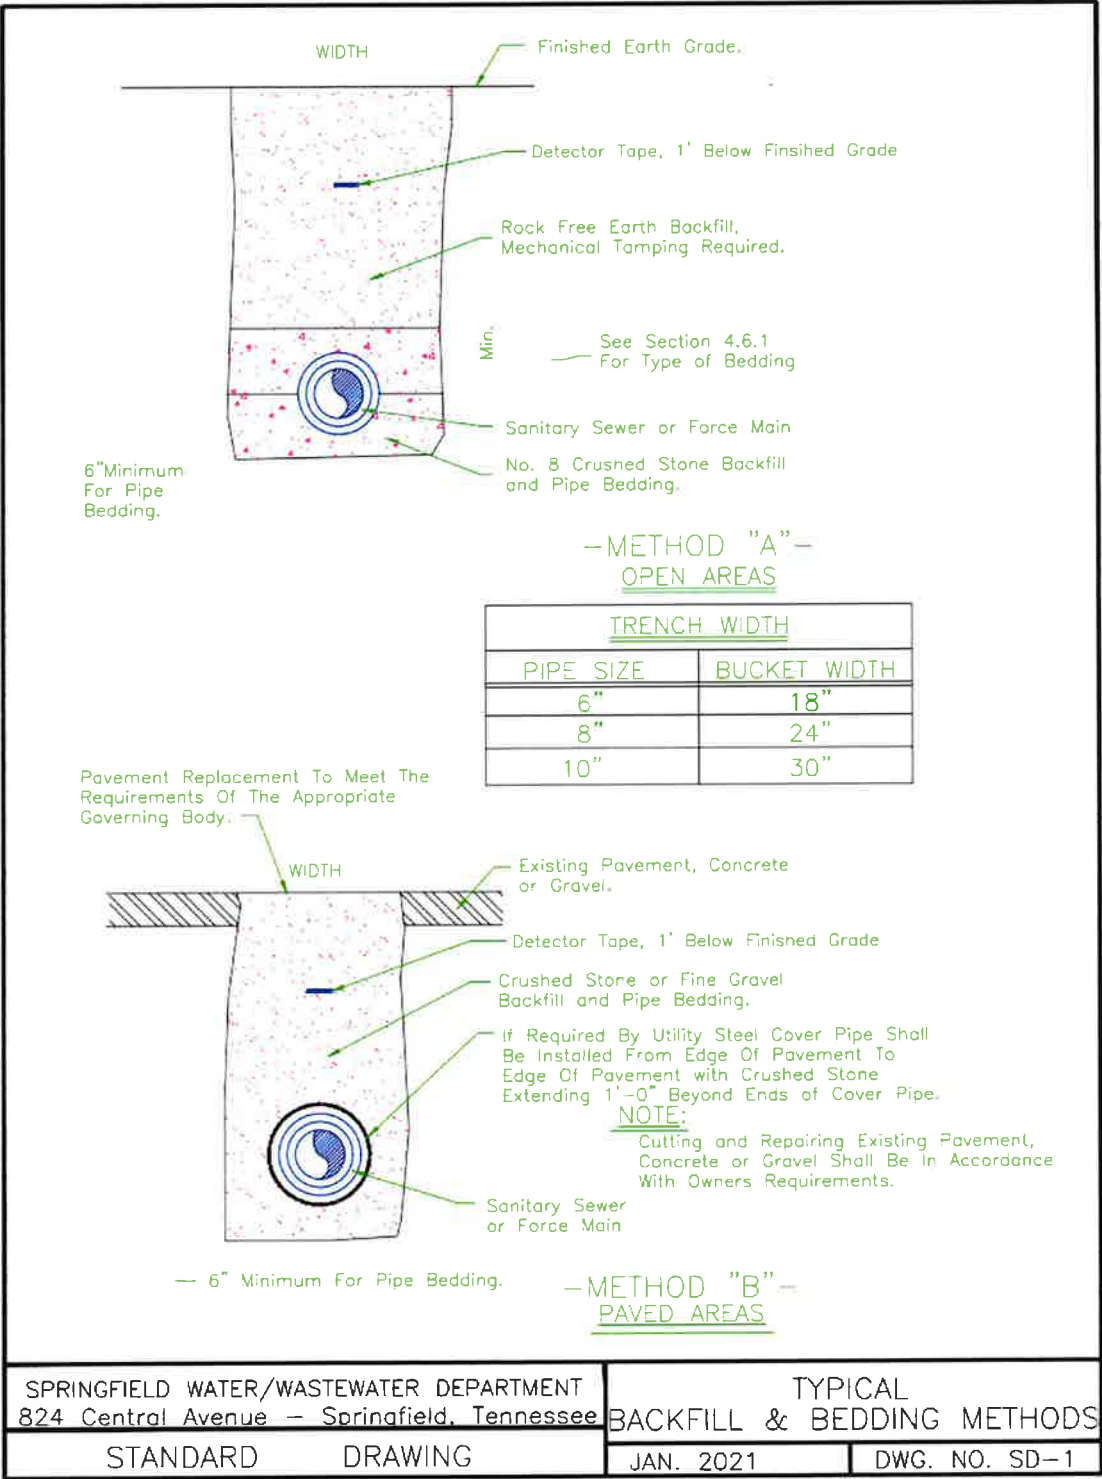 WIDTH
Finished Earth Grade.
Detector Tape, 1' Below Finsihed Grade
Rock Free Earth Backfill,
Mechanical Tamping Required.
Min.
See Section 4.6.1
For Type of Bedding
Sanitary Sewer or Force Main
No. 8 Crushed Stone Backfill
and Pipe Bedding.
6"Minimum
For Pipe
Bedding.
-METHOD "A"-
OPEN AREAS
TRENCH WIDTH
PIPE SIZE BUCKET WIDTH
6" 18"
8" 24"
10" 30"
Pavement Replacement To Meet The
Requirements Of The Appropriate
Governing Body.
WIDTH
Existing Pavement, Concrete
or Gravel.
Detector Tape, 1' Below Finished Grade
Crushed Stone or Fine Gravel
Backfill and Pipe Bedding.
If Required By Utility Steel Cover Pipe Shall
Be Installed From Edge Of Pavement To
Edge Of Pavement with Crushed Stone
Extending 1'-0" Beyond Ends of Cover Pipe.
NOTE:
Cutting and Repairing Existing Pavement,
Concrete or Gravel Shall Be In Accordance
With Owners Requirements.
Sanitary Sewer
or Force Main
6" Minimum For Pipe Bedding.
-METHOD "B"-
PAVED AREAS
SPRINGFIELD WATER/WASTEWATER DEPARTMENT
824 Central Avenue - Springfield, Tennessee
STANDARD DRAWING
TYPICAL
BACKFILL & BEDDING METHODS
JAN. 2021
DWG. NO. SD-1